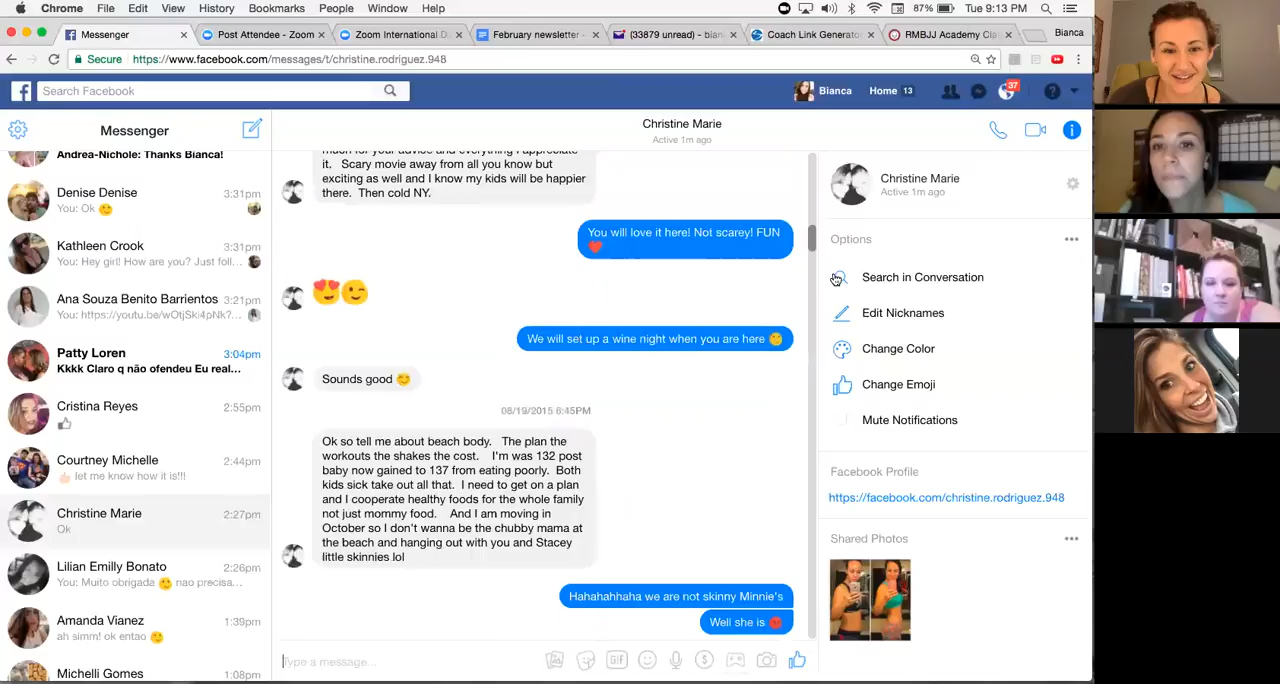 Chrome File Edit View History Bookmarks People Window Help 87% Tue 9:13 PM
Messenger Post Attendee - Zoom Zoom International D February newsletter - (33879 unread) - bian Coach Link Generato RMBJJ Academy Cla Bianca
Secure https://www.facebook.com/messages/t/christine.rodriguez.948
Search Facebook Bianca Home 13 37
Messenger
Christine Marie
Active 1m ago
Andrea-Nichole: Thanks Bianca!
Denise Denise 3:31pm
You: Ok
Kathleen Crook 3:31pm
You: Hey girl! How are you? Just foll...
Ana Souza Benito Barrientos 3:21pm
You: https://youtu.be/wOtjSki4pNk?...
Patty Loren 3:04pm
Kkkk Claro q não ofendeu Eu real...
Cristina Reyes 2:55pm
Courtney Michelle 2:44pm
let me know how it is!!!
Christine Marie 2:27pm
Ok
Lilian Emilly Bonato 2:26pm
You: Muito obrigada nao precisa...
Amanda Vianez 1:39pm
ah simm! ok entao
Michelli Gomes 1:08pm
much for your advise and everything I appreciate
it. Scary movie away from all you know but
exciting as well and I know my kids will be happier
there. Then cold NY.
You will love it here! Not scarey! FUN
We will set up a wine night when you are here
Sounds good
08/19/2015 6:45PM
Ok so tell me about beach body. The plan the
workouts the shakes the cost. I'm was 132 post
baby now gained to 137 from eating poorly. Both
kids sick take out all that. I need to get on a plan
and I cooperate healthy foods for the whole family
not just mommy food. And I am moving in
October so I don't wanna be the chubby mama at
the beach and hanging out with you and Stacey
little skinnies lol
Hahahahhaha we are not skinny Minnie's
Well she is
Type a message...
GIF
Christine Marie
Active 1m ago
Options
Search in Conversation
Edit Nicknames
Change Color
Change Emoji
Mute Notifications
Facebook Profile
https://facebook.com/christine.rodriguez.948
Shared Photos